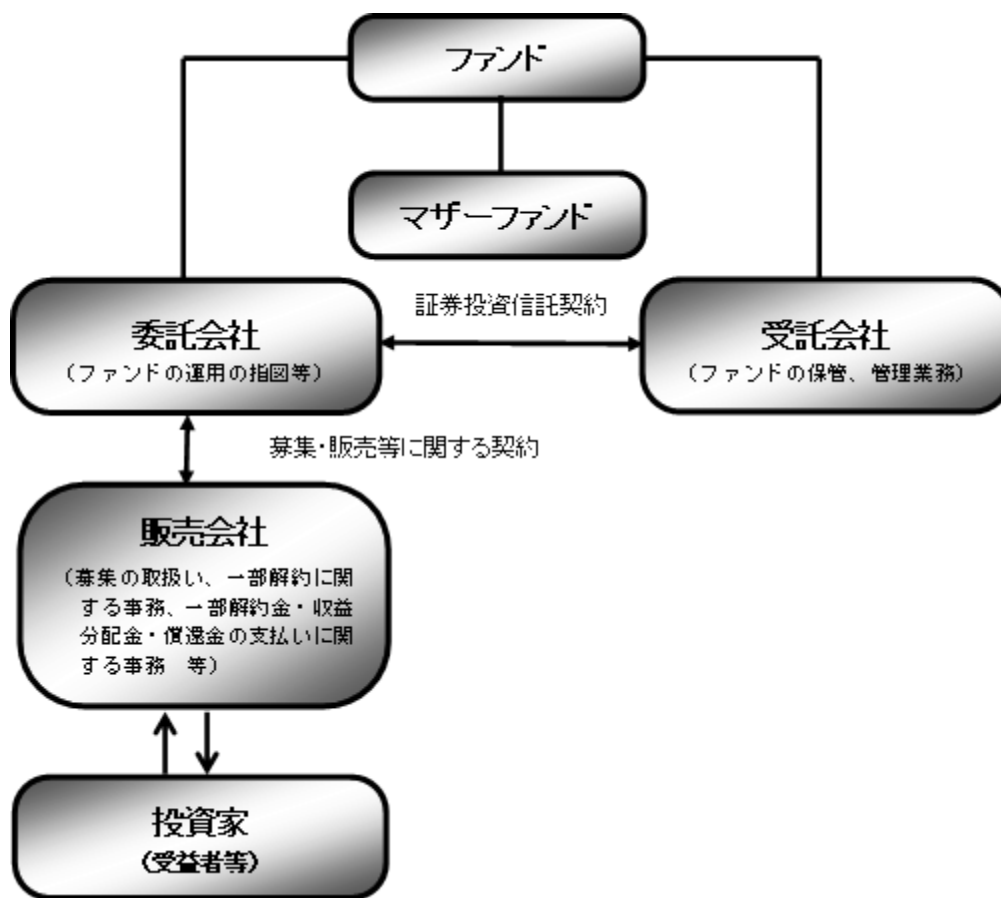 ファンド
マザーファンド
証券投資信託契約
委託会社
(ファンドの運用の指図等)
受託会社
(ファンドの保管、管理業務)
募集・販売等に関する契約
販売会社
(募集の取扱い、一部解約に関
する事務、一部解約金・収益
分配金・償還金の支払いに関
する事務　等)
投資家
(受益者等)